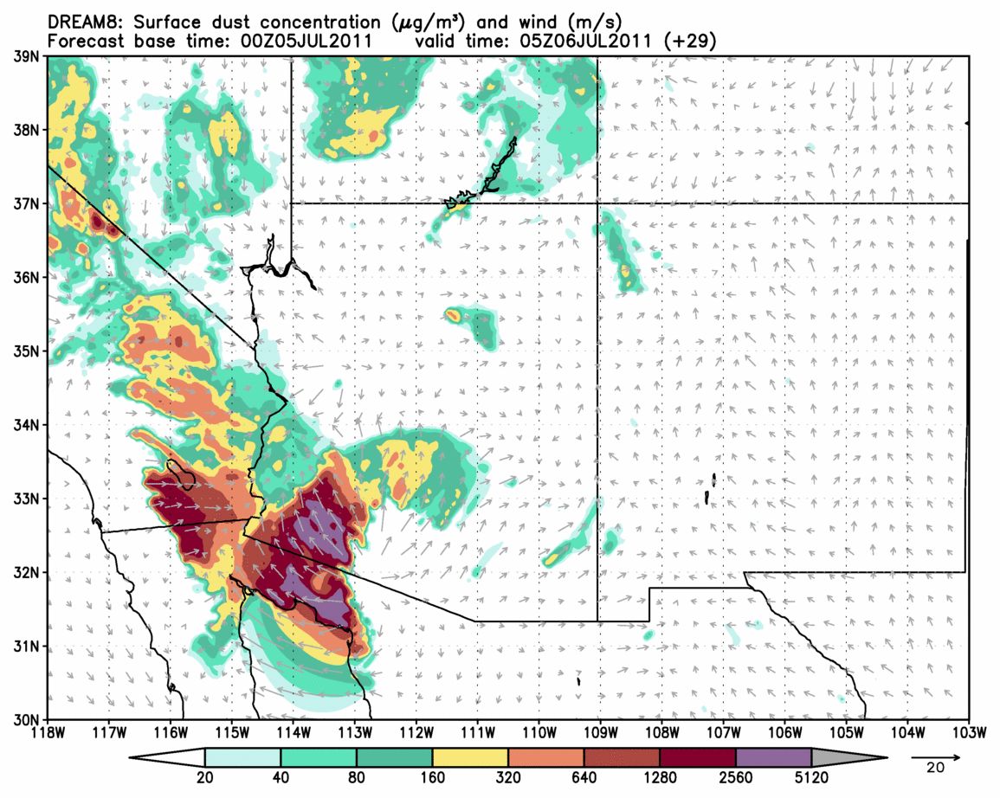 DREAM8: Surface dust concentration (μg/m³) and wind (m/s)
Forecast base time: 00Z05JUL2011 valid time: 05Z06JUL2011 (+29)
39N
38N
37N
36N
35N
34N
33N
32N
31N
30N
118W 117W 116W 115W 114W 113W 112W 111W 110W 109W 108W 107W 106W 105W 104W 103W
20 40 80 160 320 640 1280 2560 5120
20